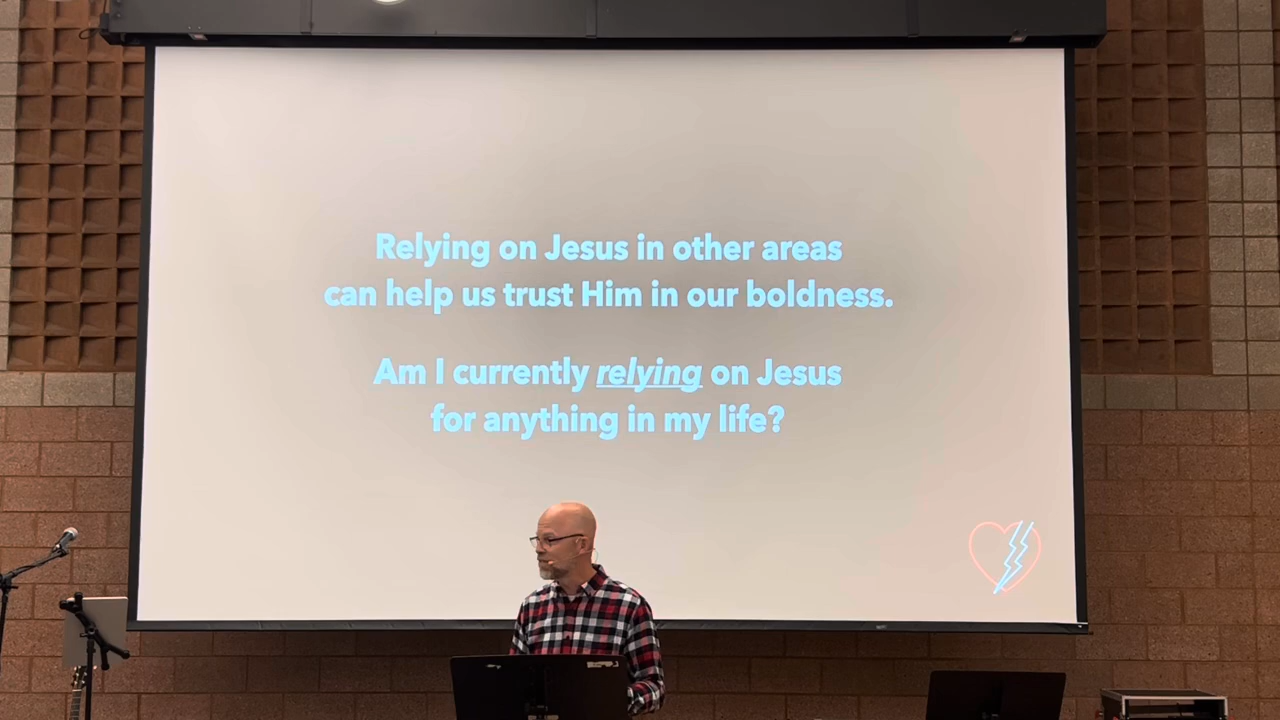 Relying on Jesus in other areas
can help us trust Him in our boldness.
Am I currently relying on Jesus
for anything in my life?